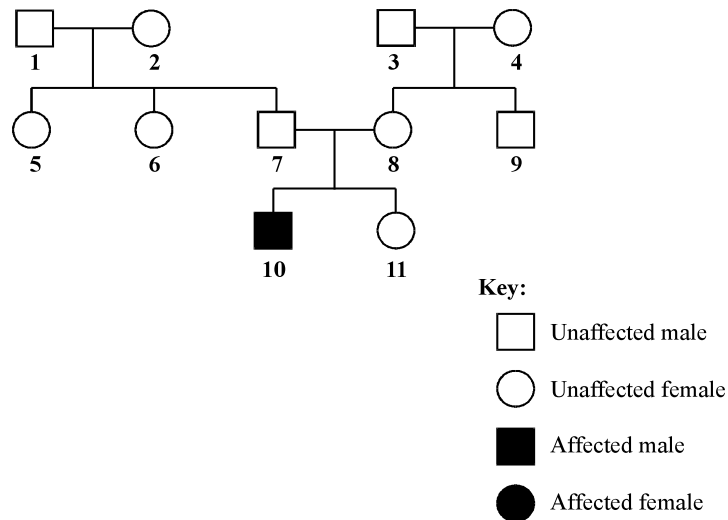 1 2 3 4
5 6 7 8 9
10 11
Key:
Unaffected male
Unaffected female
Affected male
Affected female